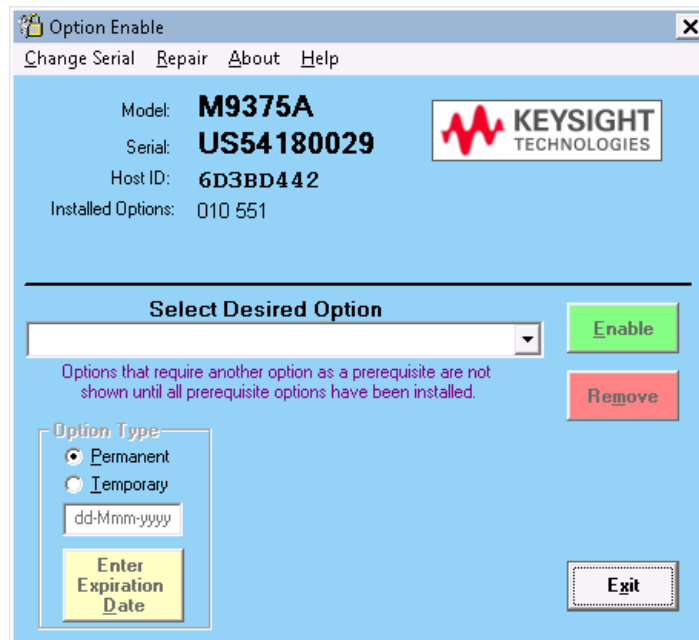 Option Enable
Change Serial Repair About Help
Model: M9375A
KEYSIGHT
TECHNOLOGIES
Serial: US54180029
Host ID: 6D3BD442
Installed Options: 010 551
Select Desired Option
Enable
Options that require another option as a prerequisite are not
shown until all prerequisite options have been installed.
Remove
Option Type
Permanent
Temporary
dd-Mmm-yyyy
Enter
Expiration
Date
Exit